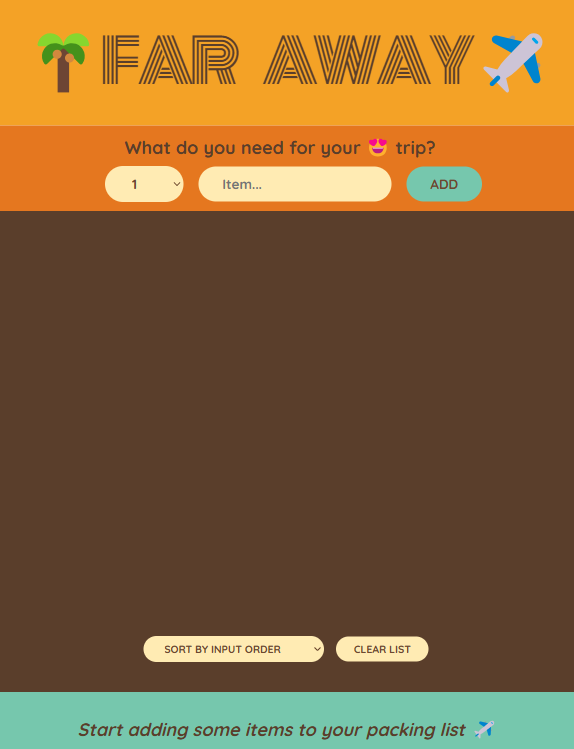 🌴 FAR AWAY ✈️
What do you need for your 😍 trip?
1 Item... ADD
SORT BY INPUT ORDER CLEAR LIST
Start adding some items to your packing list ✈️